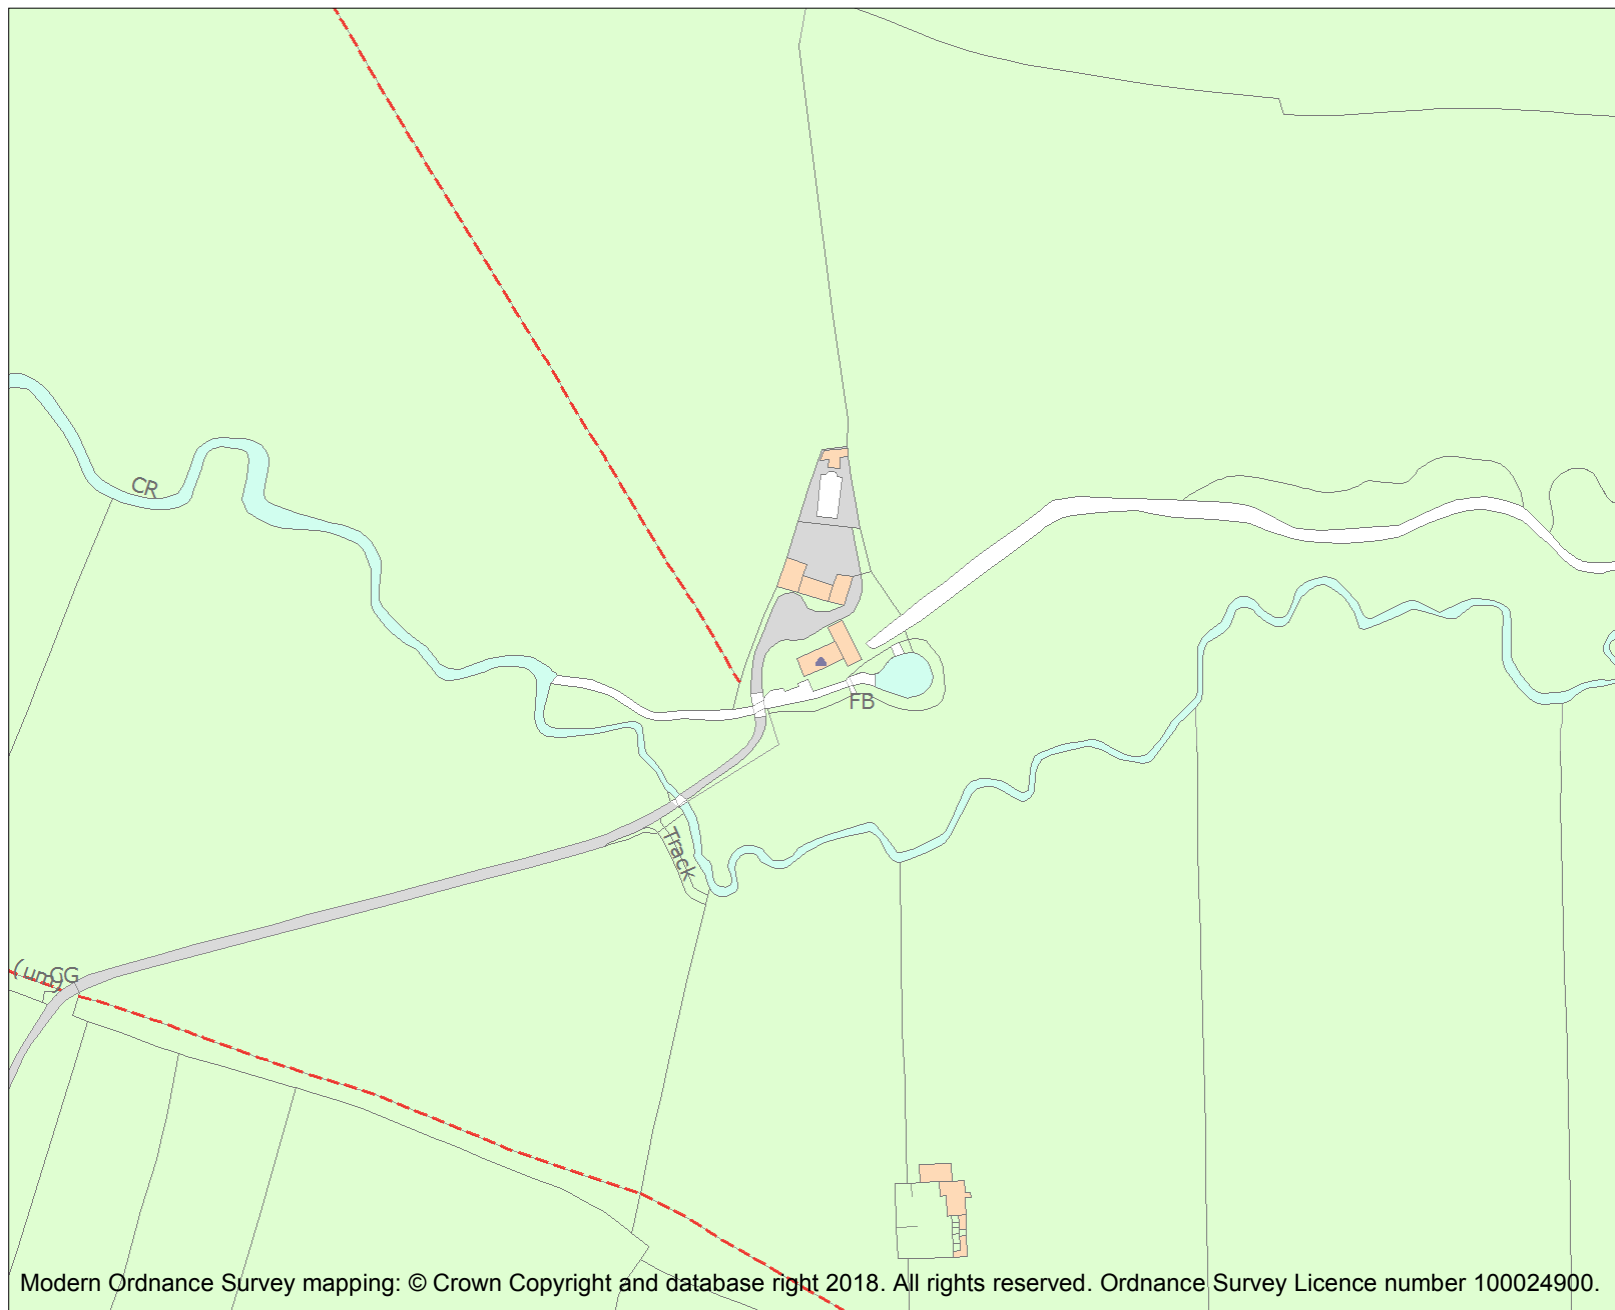 CR
FB
Track
(um)
GG
Modern Ordnance Survey mapping: © Crown Copyright and database right 2018. All rights reserved. Ordnance Survey Licence number 100024900.